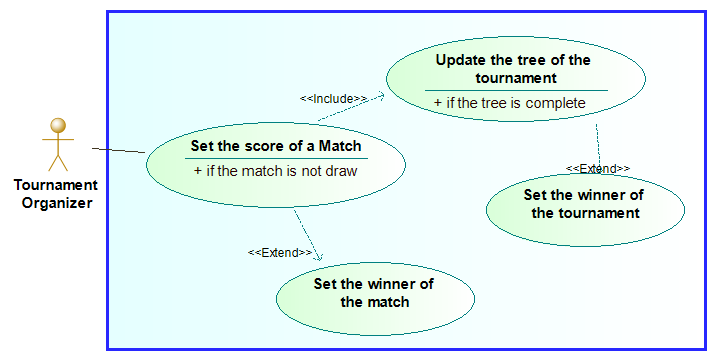 Update the tree of the
tournament
+ if the tree is complete
<<Include>>
Set the score of a Match
+ if the match is not draw
Tournament
Organizer
<<Extend>>
Set the winner of
the tournament
<<Extend>>
Set the winner of
the match